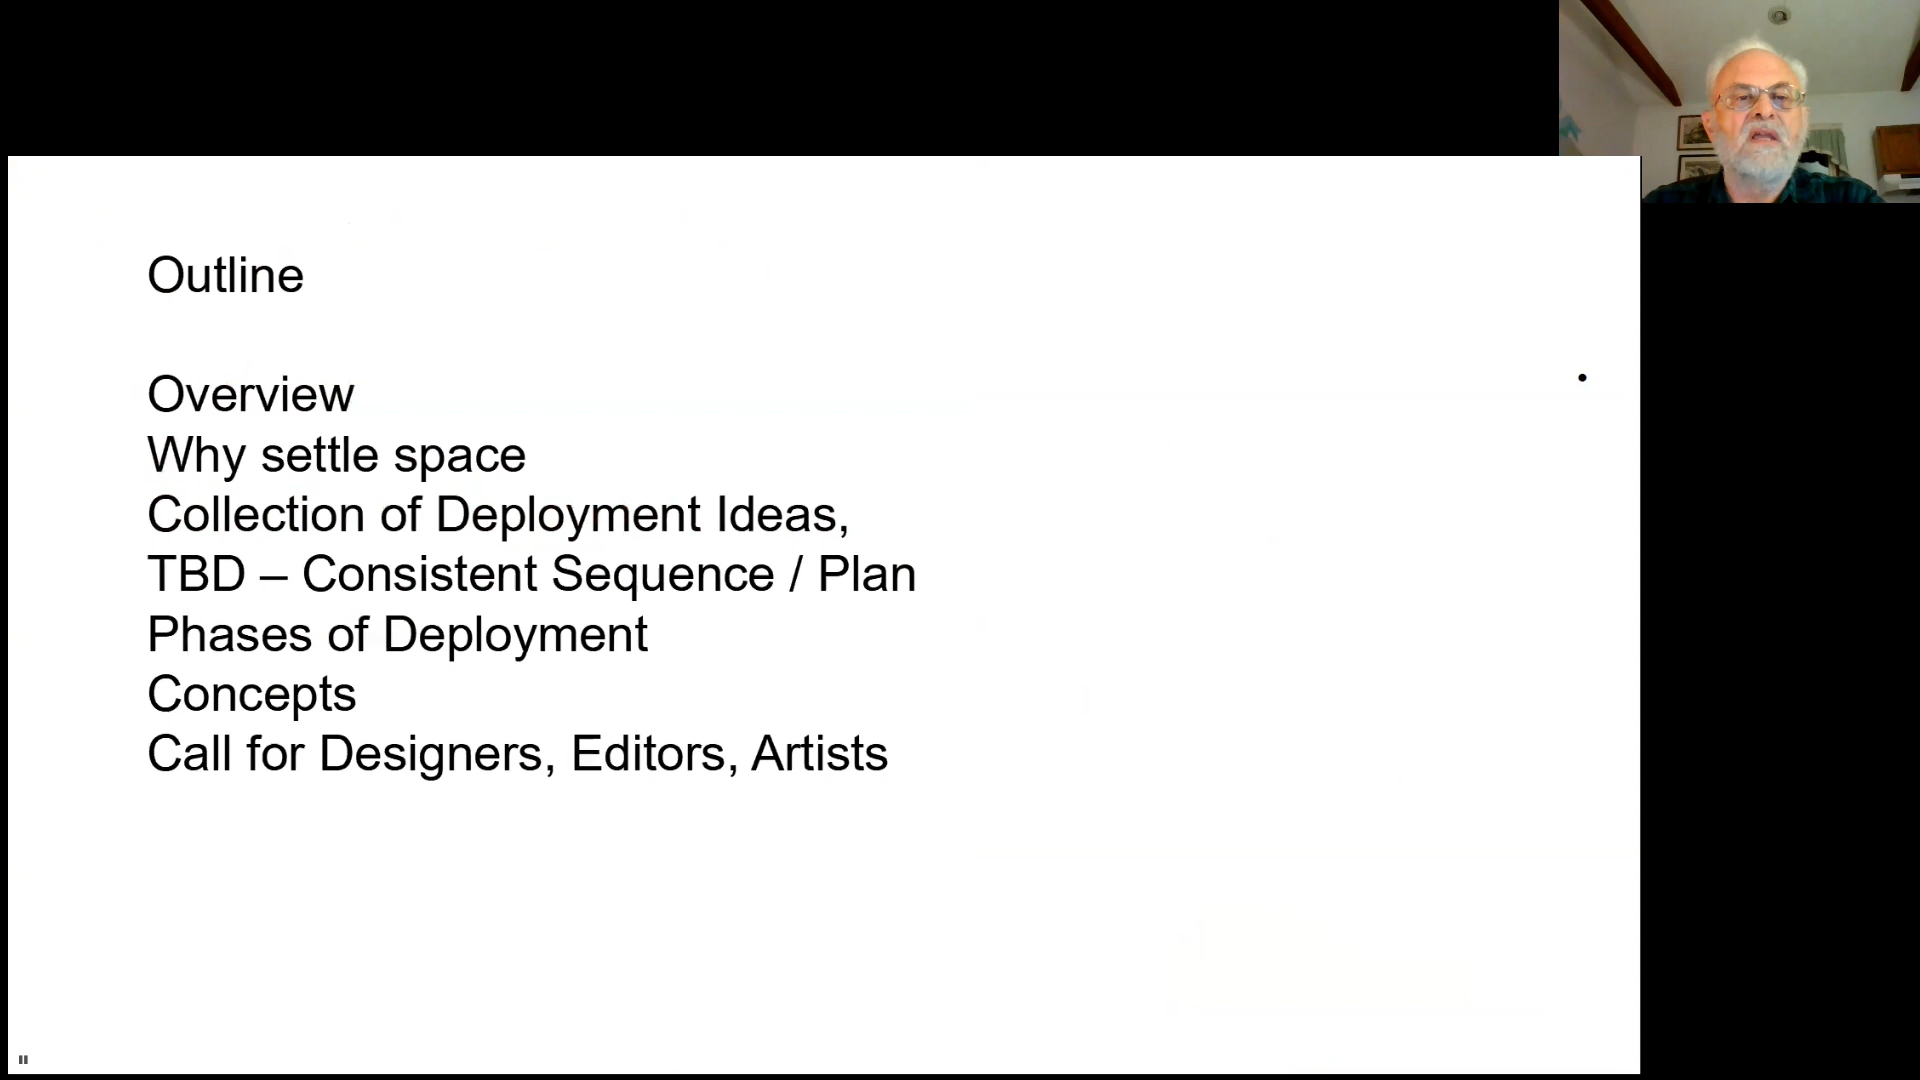 Outline
Overview
Why settle space
Collection of Deployment Ideas,
TBD – Consistent Sequence / Plan
Phases of Deployment
Concepts
Call for Designers, Editors, Artists